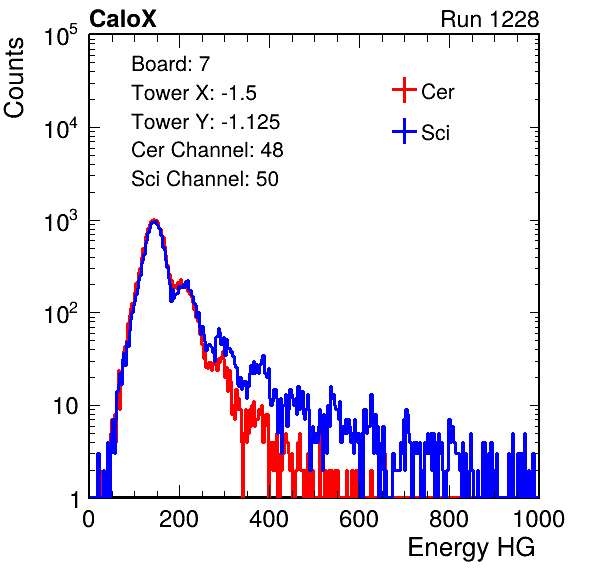 CaloX Run 1228
Counts
10^5
10^4
10^3
10^2
10
1
Board: 7
Tower X: -1.5
Tower Y: -1.125
Cer Channel: 48
Sci Channel: 50
Cer
Sci
0 200 400 600 800 1000
Energy HG